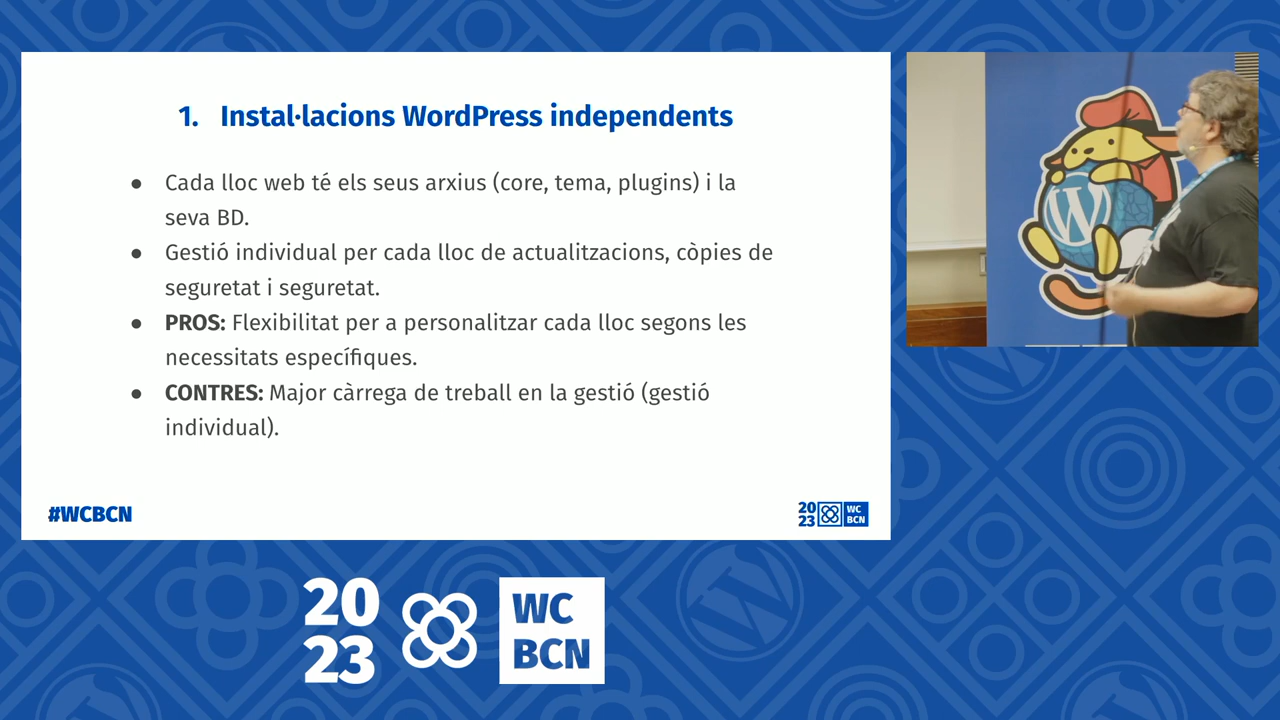 1. Instal·lacions WordPress independents
● Cada lloc web té els seus arxius (core, tema, plugins) i la
seva BD.
● Gestió individual per cada lloc de actualitzacions, còpies de
seguretat i seguretat.
● PROS: Flexibilitat per a personalitzar cada lloc segons les
necessitats específiques.
● CONTRES: Major càrrega de treball en la gestió (gestió
individual).
#WCBCN
20
23
WC
BCN
20
23
WC
BCN